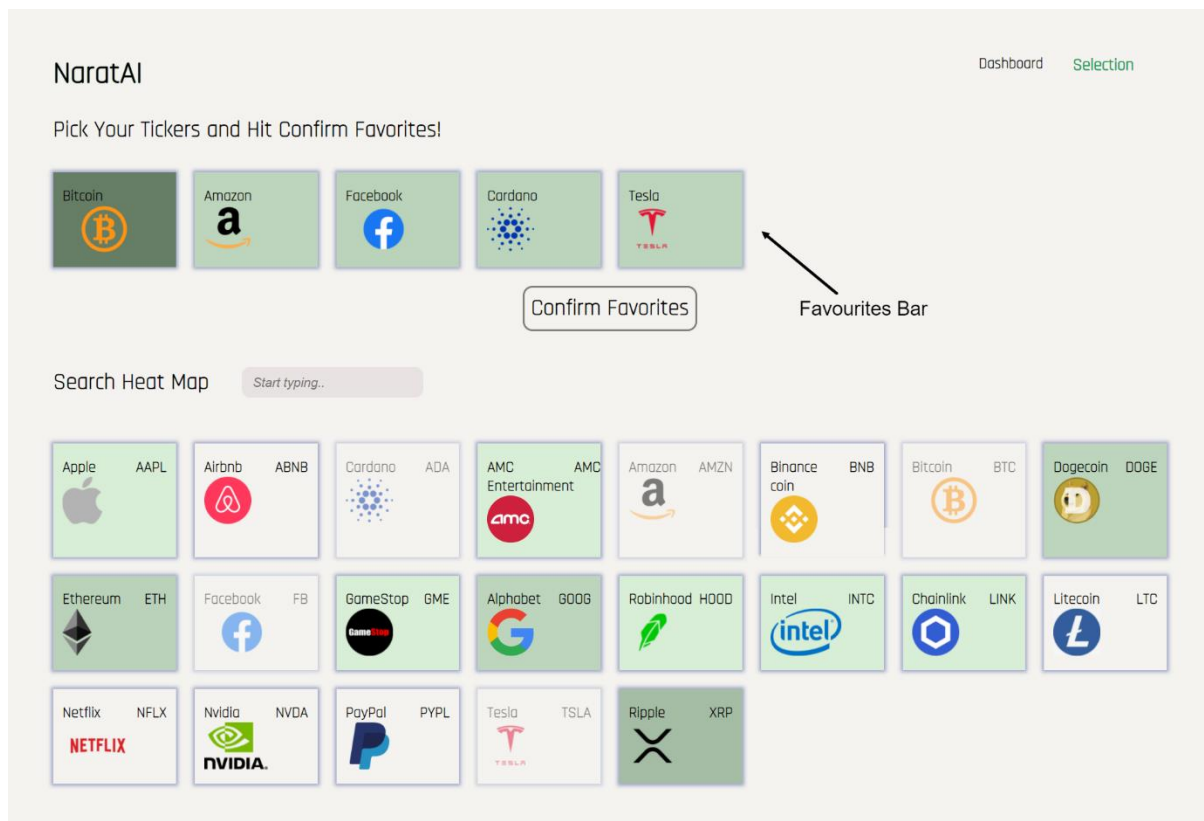 NaratAI
Dashboard Selection
Pick Your Tickers and Hit Confirm Favorites!
Bitcoin Amazon Facebook Cardano Tesla
a
TESLA
Confirm Favorites
Favourites Bar
Search Heat Map Start typing..
Apple AAPL Airbnb ABNB Cardano ADA AMC AMC Amazon AMZN Binance BNB Bitcoin BTC Dogecoin DOGE
Entertainment coin
amc a
Ethereum ETH Facebook FB GameStop GME Alphabet GOOG Robinhood HOOD Intel INTC Chainlink LINK Litecoin LTC
GameStop G intel
Netflix NFLX Nvidia NVDA PayPal PYPL Tesla TSLA Ripple XRP
NETFLIX NVIDIA. TESLA